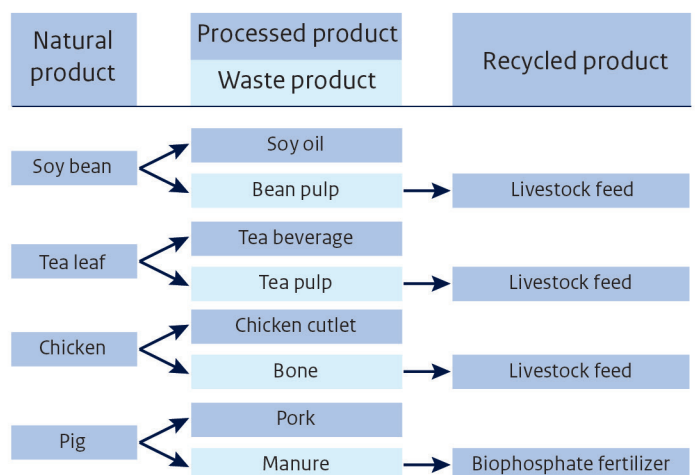 Natural
product
Processed product
Waste product
Recycled product
Soy bean
Soy oil
Bean pulp
Livestock feed
Tea leaf
Tea beverage
Tea pulp
Livestock feed
Chicken
Chicken cutlet
Bone
Livestock feed
Pig
Pork
Manure
Biophosphate fertilizer